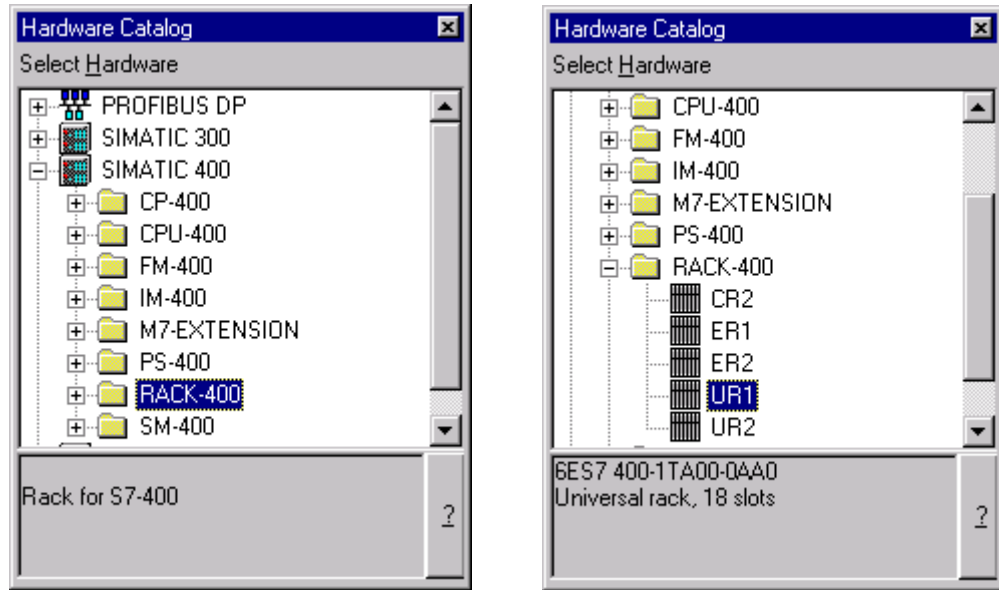 Hardware Catalog
Select Hardware
PROFIBUS DP
SIMATIC 300
SIMATIC 400
CP-400
CPU-400
FM-400
IM-400
M7-EXTENSION
PS-400
RACK-400
SM-400
Rack for S7-400
?
Hardware Catalog
Select Hardware
CPU-400
FM-400
IM-400
M7-EXTENSION
PS-400
RACK-400
CR2
ER1
ER2
UR1
UR2
6ES7 400-1TA00-0AA0
Universal rack, 18 slots
?